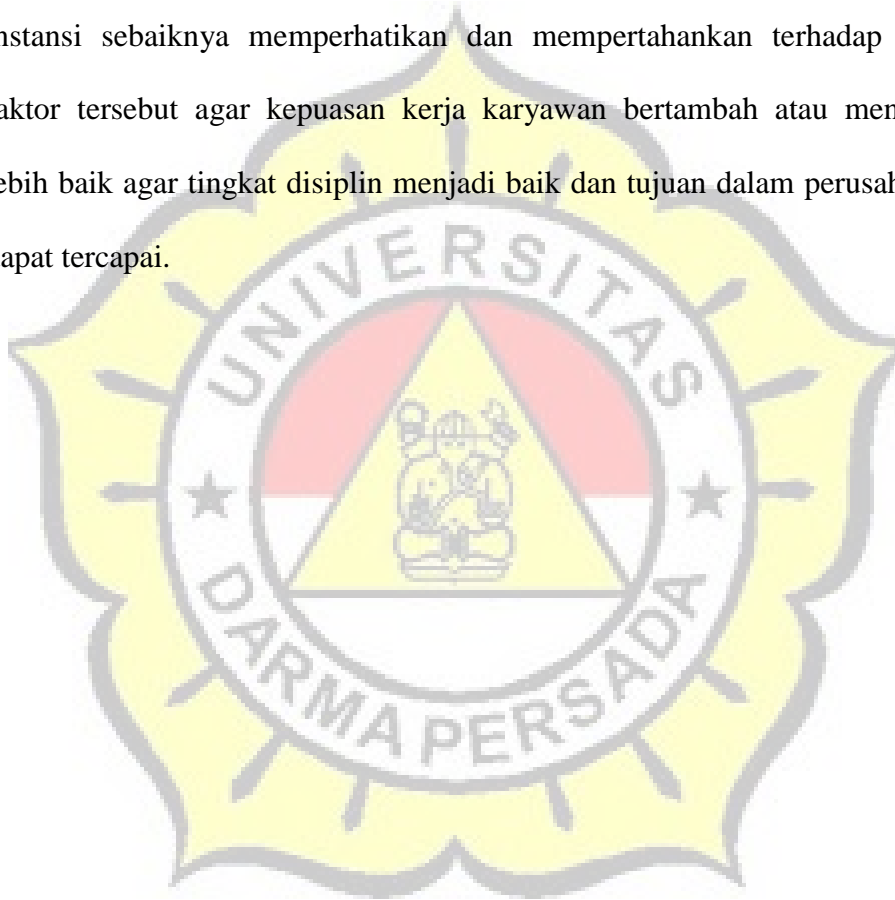 nstansi sebaiknya memperhatikan dan mempertahankan terhadap
aktor tersebut agar kepuasan kerja karyawan bertambah atau men
ebih baik agar tingkat disiplin menjadi baik dan tujuan dalam perusah
apat tercapai.
UNIVERSITAS
DARMA PERSADA